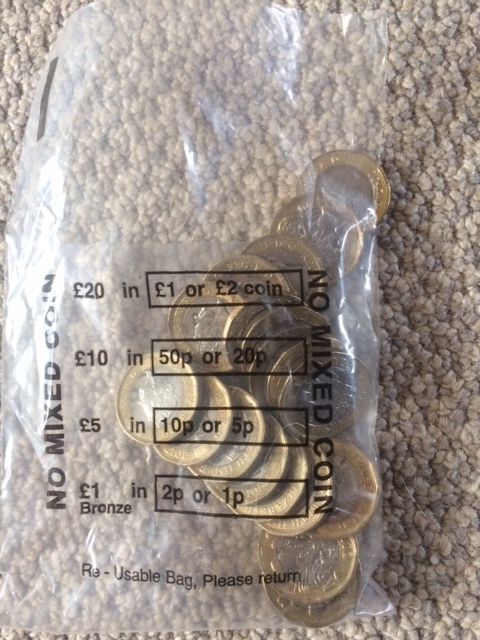 NO MIXED COIN
£20 in £1 or £2 coin
£10 in 50p or 20p
£5 in 10p or 5p
£1 in 2p or 1p
Bronze
NO MIXED COIN
Re - Usable Bag, Please return